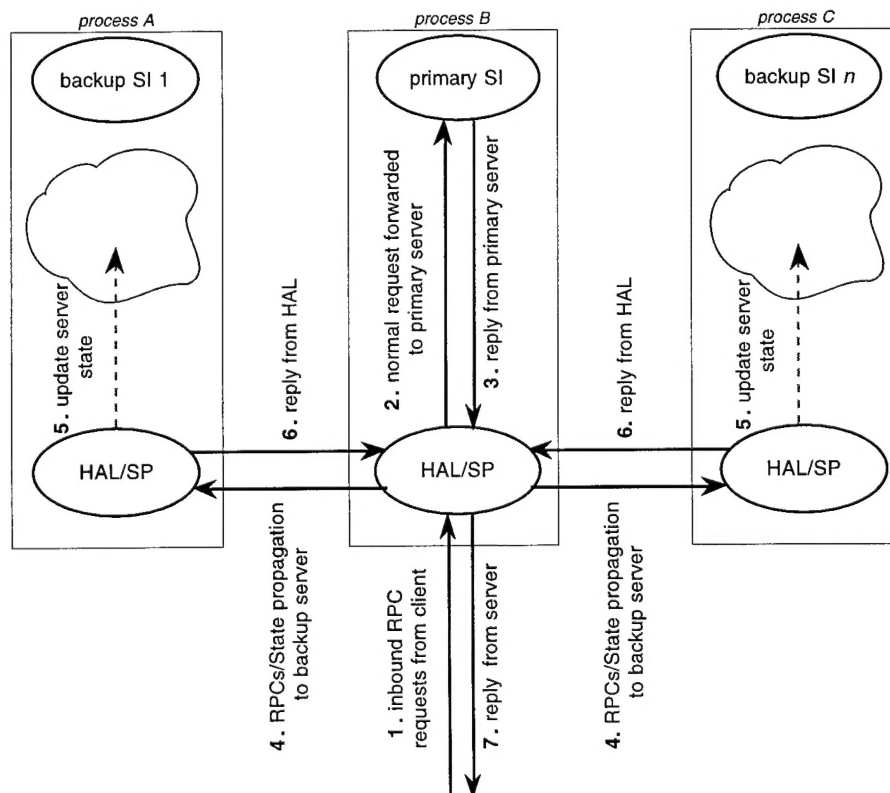 process A
process B
process C
backup SI 1
primary SI
backup SI n
5. update server
state
6. reply from HAL
2. normal request forwarded
to primary server
3. reply from primary server
6. reply from HAL
5. update server
state
HAL/SP
HAL/SP
HAL/SP
4. RPCs/State propagation
to backup server
1. inbound RPC
requests from client
7. reply from server
4. RPCs/State propagation
to backup server